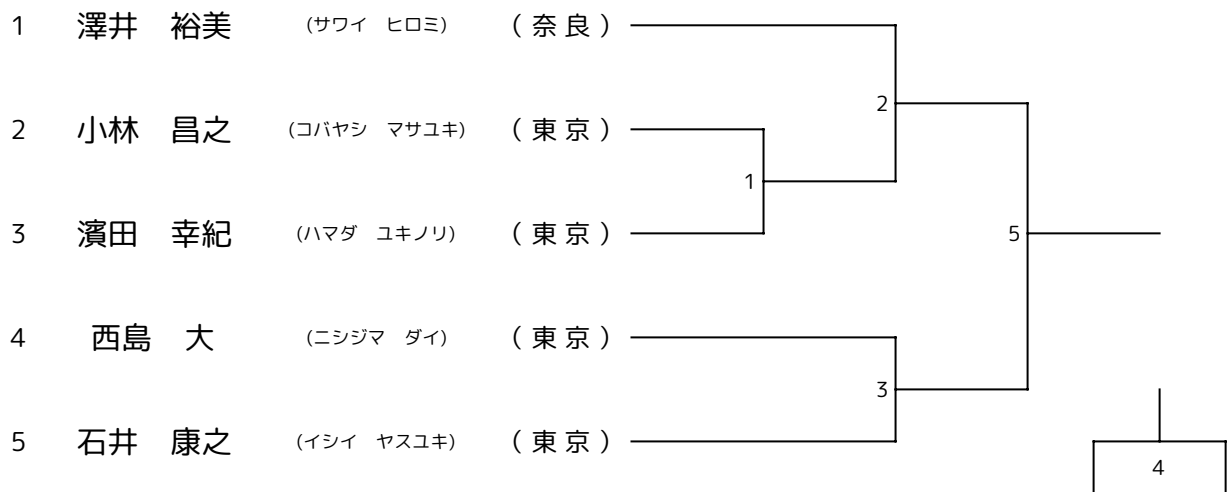 1 澤井 裕美 (サワイ ヒロミ) (奈良)
2
2 小林 昌之 (コバヤシ マサユキ) (東京)
1
3 濱田 幸紀 (ハマダ ユキノリ) (東京)
5
4 西島 大 (ニシジマ ダイ) (東京)
3
5 石井 康之 (イシイ ヤスユキ) (東京)
4